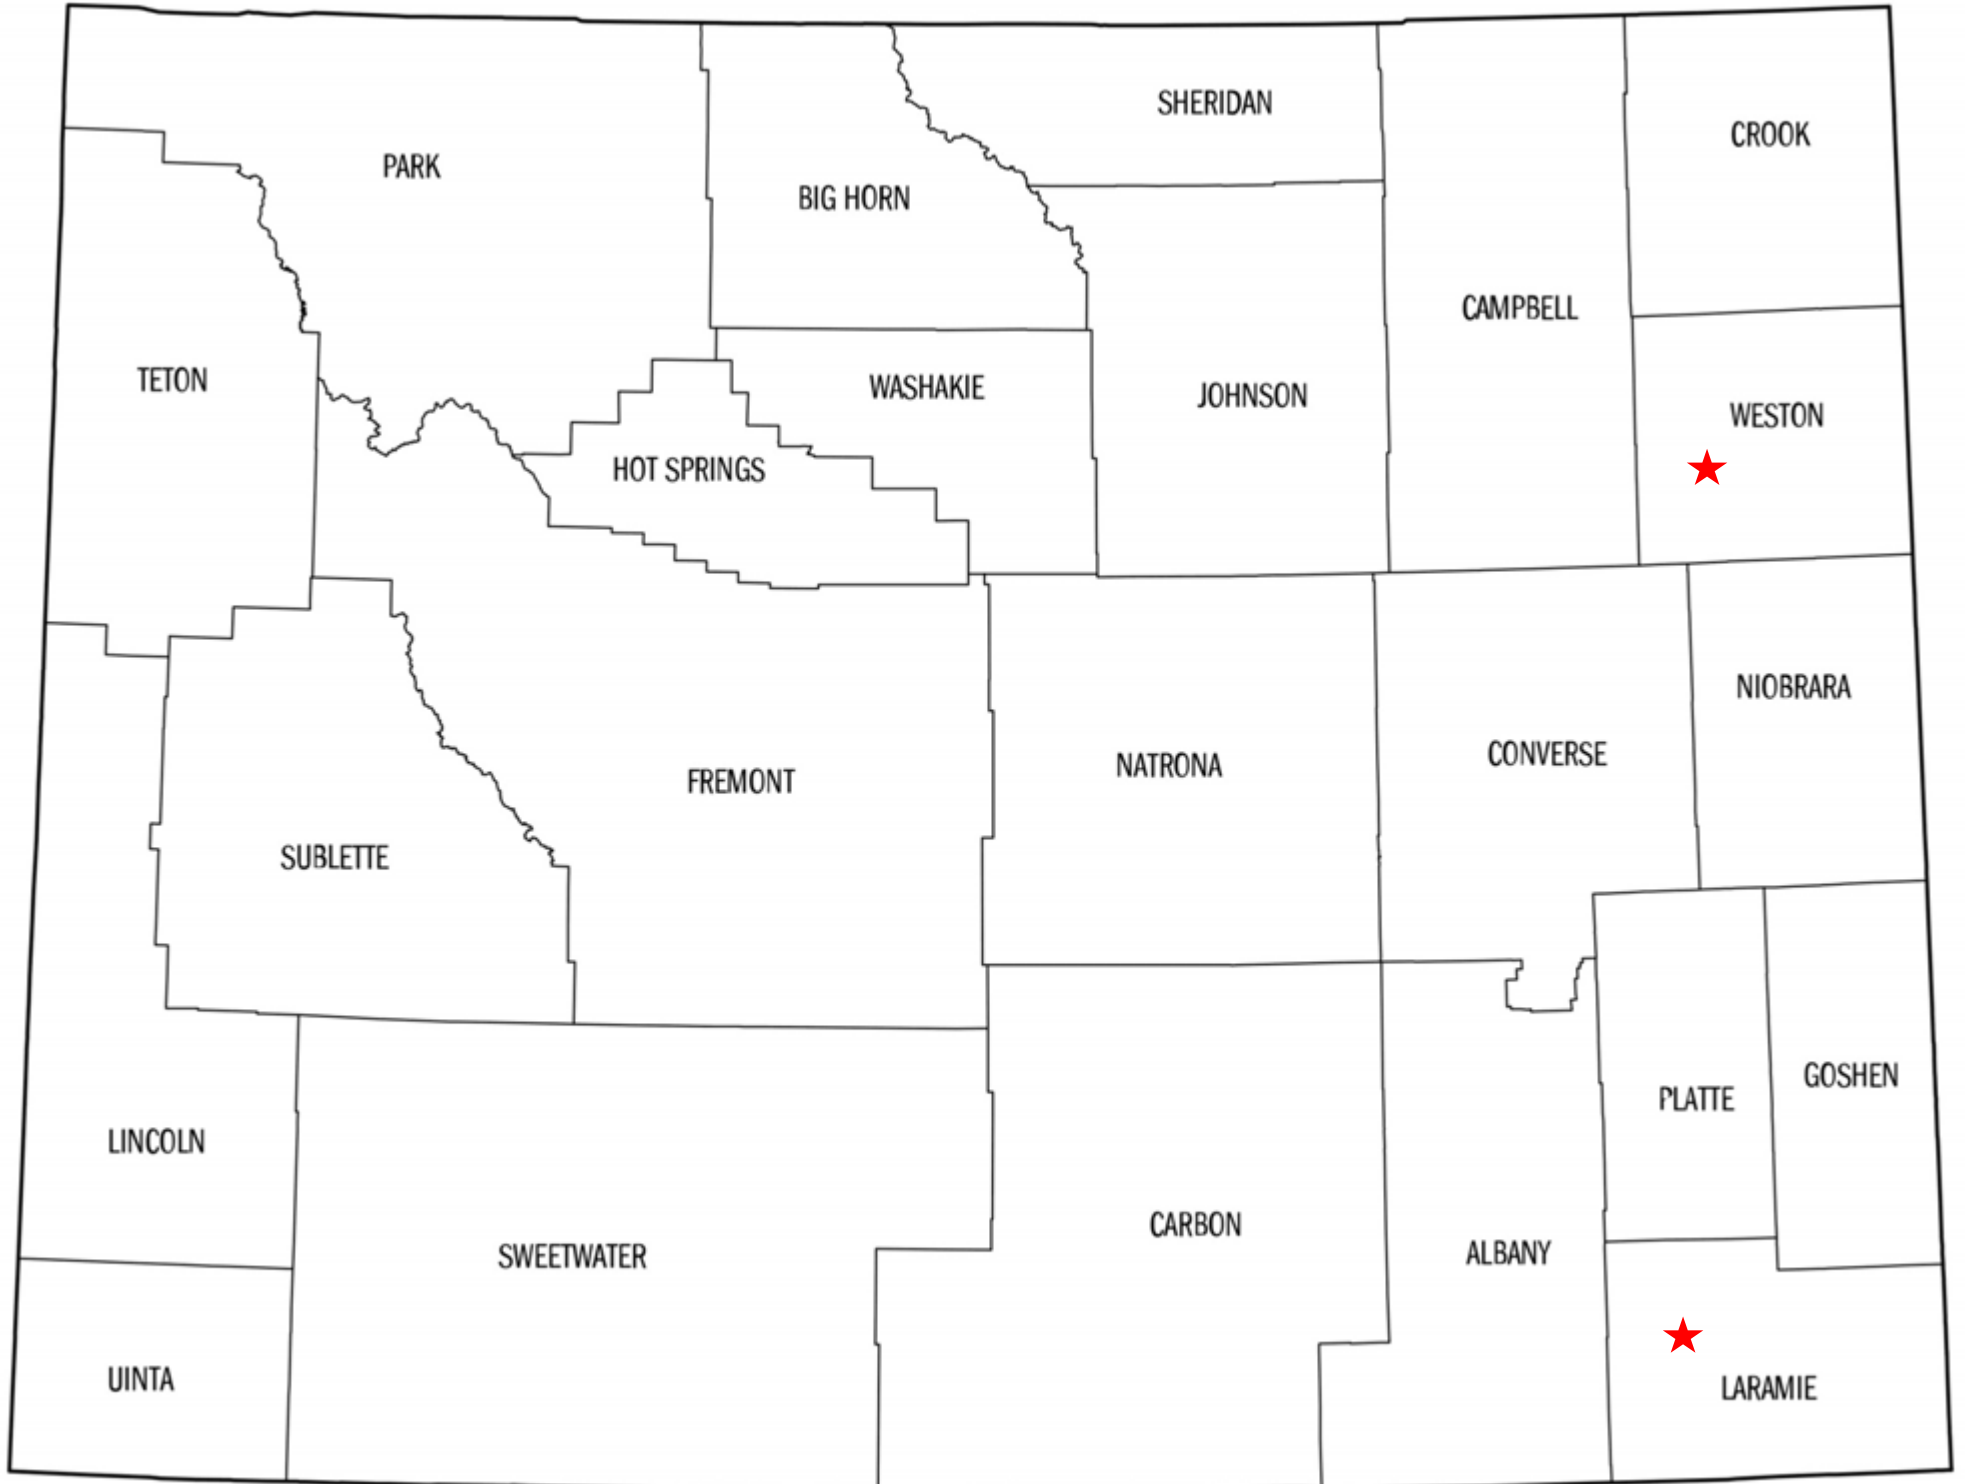 SHERIDAN
CROOK
PARK
BIG HORN
CAMPBELL
TETON
WASHAKIE
JOHNSON
WESTON
HOT SPRINGS
NIOBRARA
CONVERSE
NATRONA
FREMONT
SUBLETTE
GOSHEN
PLATTE
LINCOLN
CARBON
ALBANY
SWEETWATER
UINTA
LARAMIE